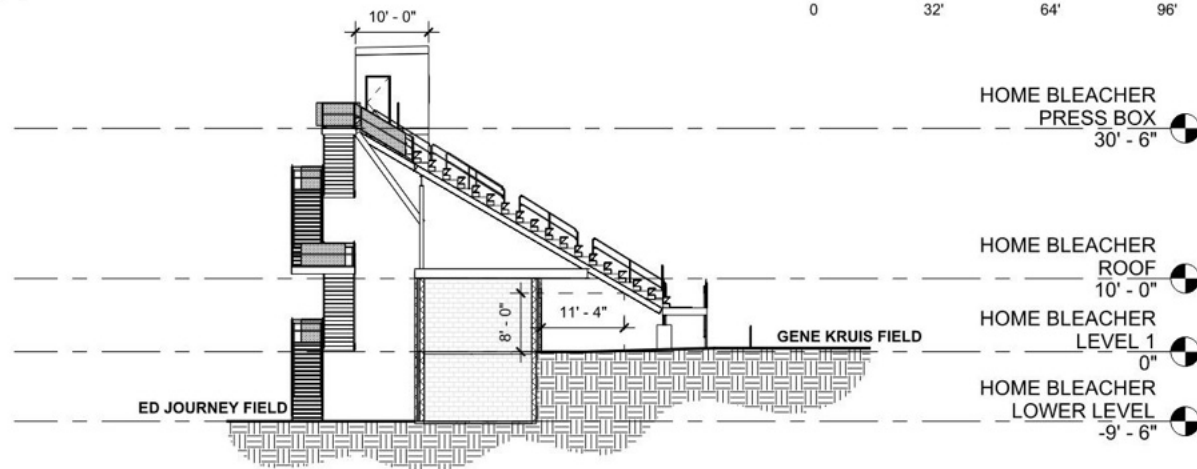 0 32' 64' 96'
10' - 0"
HOME BLEACHER
PRESS BOX
30' - 6"
HOME BLEACHER
ROOF
10' - 0"
8' - 0"
11' - 4"
HOME BLEACHER
LEVEL 1
0"
GENE KRUIS FIELD
HOME BLEACHER
LOWER LEVEL
-9' - 6"
ED JOURNEY FIELD